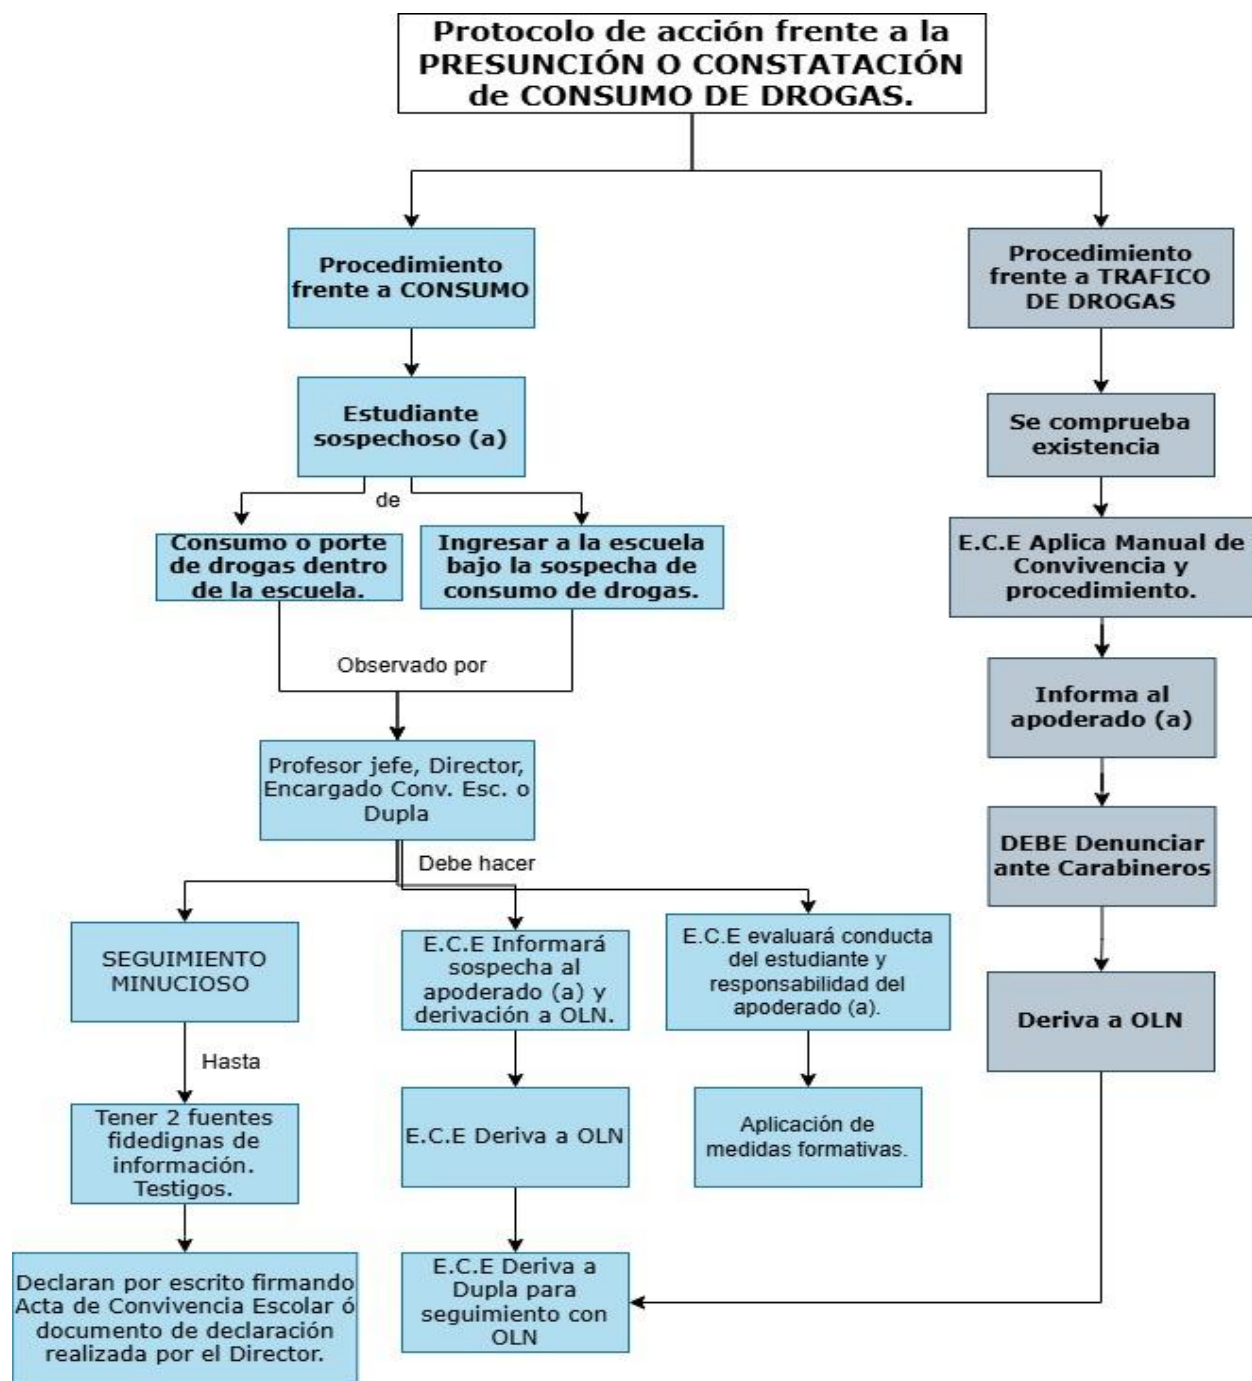 Protocolo de acción frente a la
PRESUNCIÓN O CONSTATACIÓN
de CONSUMO DE DROGAS.
Procedimiento
frente a CONSUMO
Procedimiento
frente a TRAFICO
DE DROGAS
Estudiante
sospechoso (a)
Se comprueba
existencia
de
Consumo o porte
de drogas dentro
de la escuela.
Ingresar a la escuela
bajo la sospecha de
consumo de drogas.
E.C.E Aplica Manual de
Convivencia y
procedimiento.
Observado por
Informa al
apoderado (a)
Profesor jefe, Director,
Encargado Conv. Esc. o
Dupla
Debe hacer
DEBE Denunciar
ante Carabineros
SEGUIMIENTO
MINUCIOSO
E.C.E Informará
sospecha al
apoderado (a) y
derivación a OLN.
E.C.E evaluará conducta
del estudiante y
responsabilidad del
apoderado (a).
Deriva a OLN
Hasta
Tener 2 fuentes
fidedignas de
información.
Testigos.
E.C.E Deriva a OLN
Aplicación de
medidas formativas.
Declaran por escrito firmando
Acta de Convivencia Escolar ó
documento de declaración
realizada por el Director.
E.C.E Deriva a
Dupla para
seguimiento con
OLN